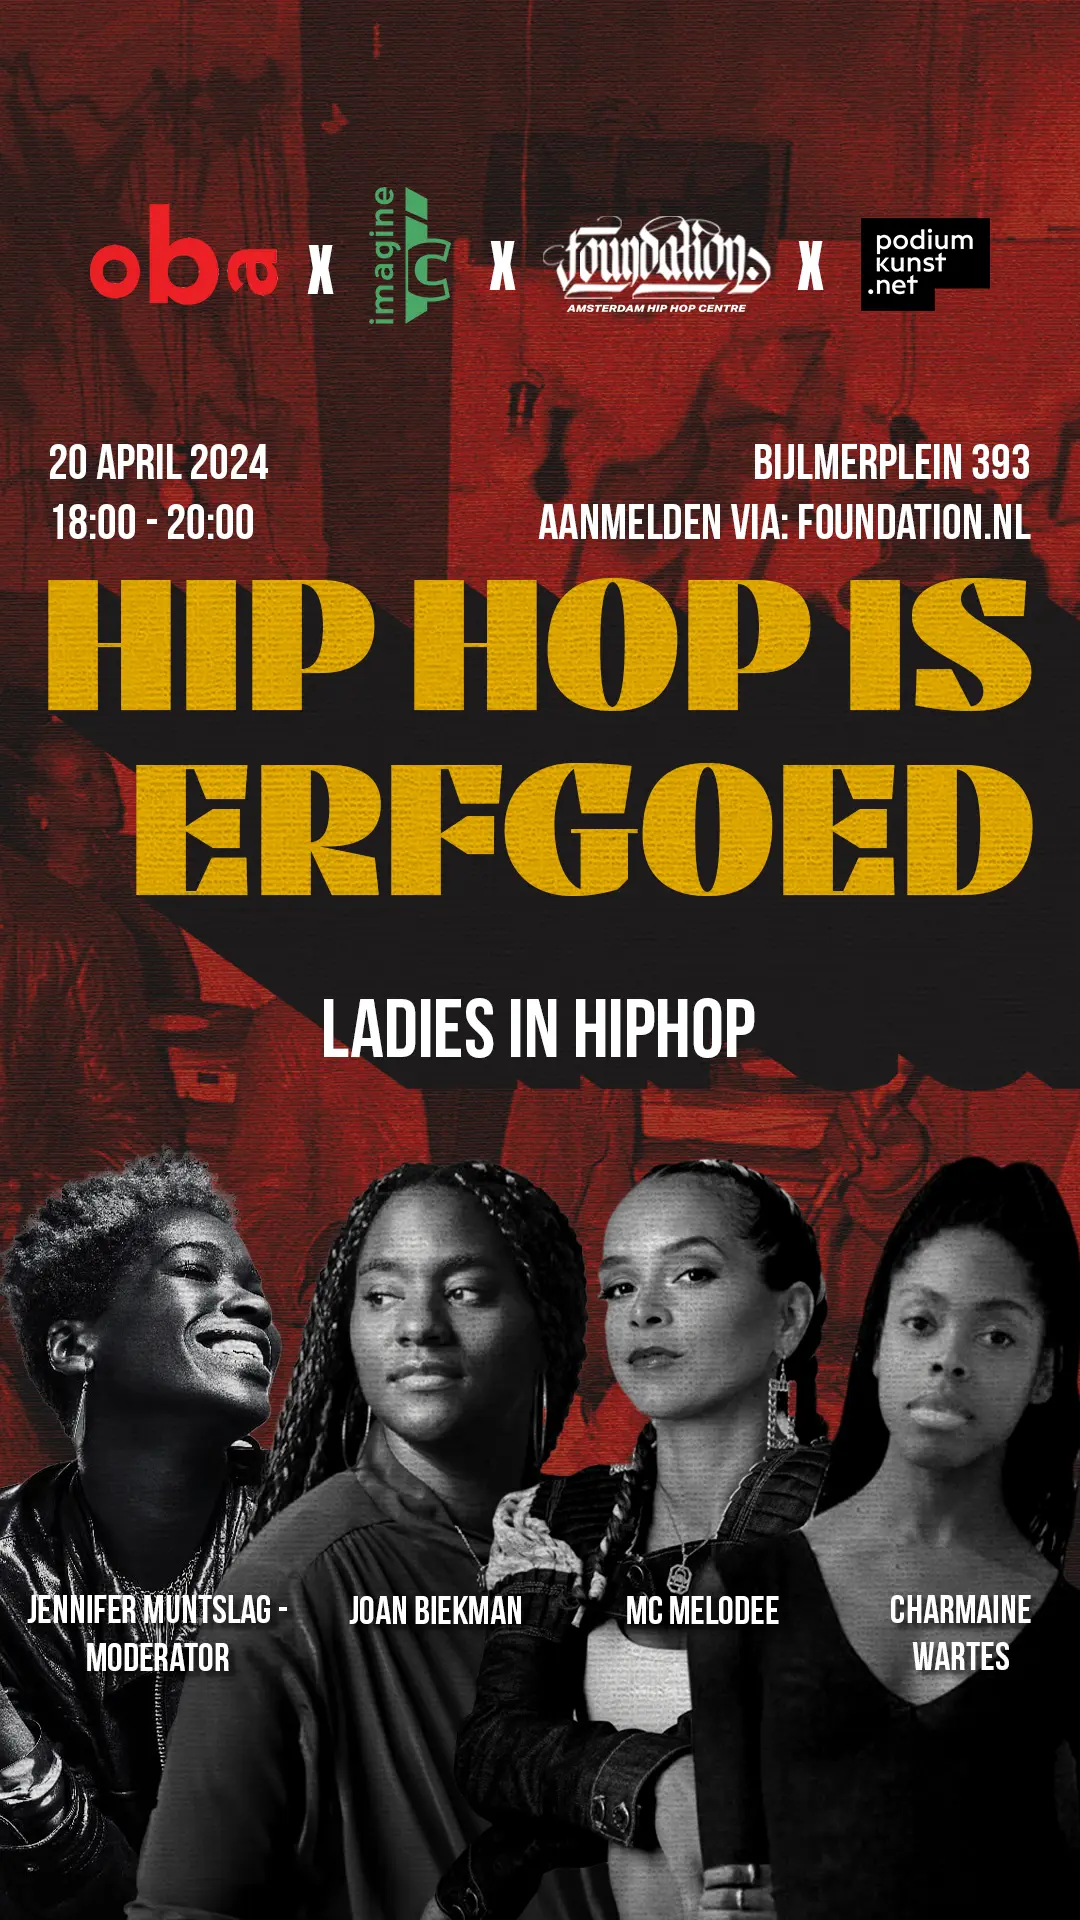 oba X imagine IC X Foundation X podium
kunst
.net
AMSTERDAM HIP HOP CENTRE
20 APRIL 2024
18:00 - 20:00
BIJLMERPLEIN 393
AANMELDEN VIA: FOUNDATION.NL
HIP HOP IS
ERFGOED
LADIES IN HIPHOP
JENNIFER MUNTSLAG -
MODERATOR
JOAN BIEKMAN
MC MELODEE
CHARMAINE
WARTES